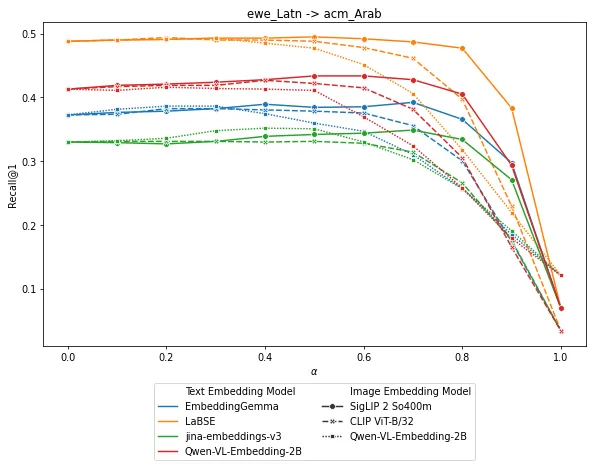 ewe_Latn -> acm_Arab
Recall@1
0.5
0.4
0.3
0.2
0.1
0.0
0.2
0.4
0.6
0.8
1.0
α
Text Embedding Model
EmbeddingGemma
LaBSE
jina-embeddings-v3
Qwen-VL-Embedding-2B
Image Embedding Model
SigLIP 2 So400m
CLIP ViT-B/32
Qwen-VL-Embedding-2B